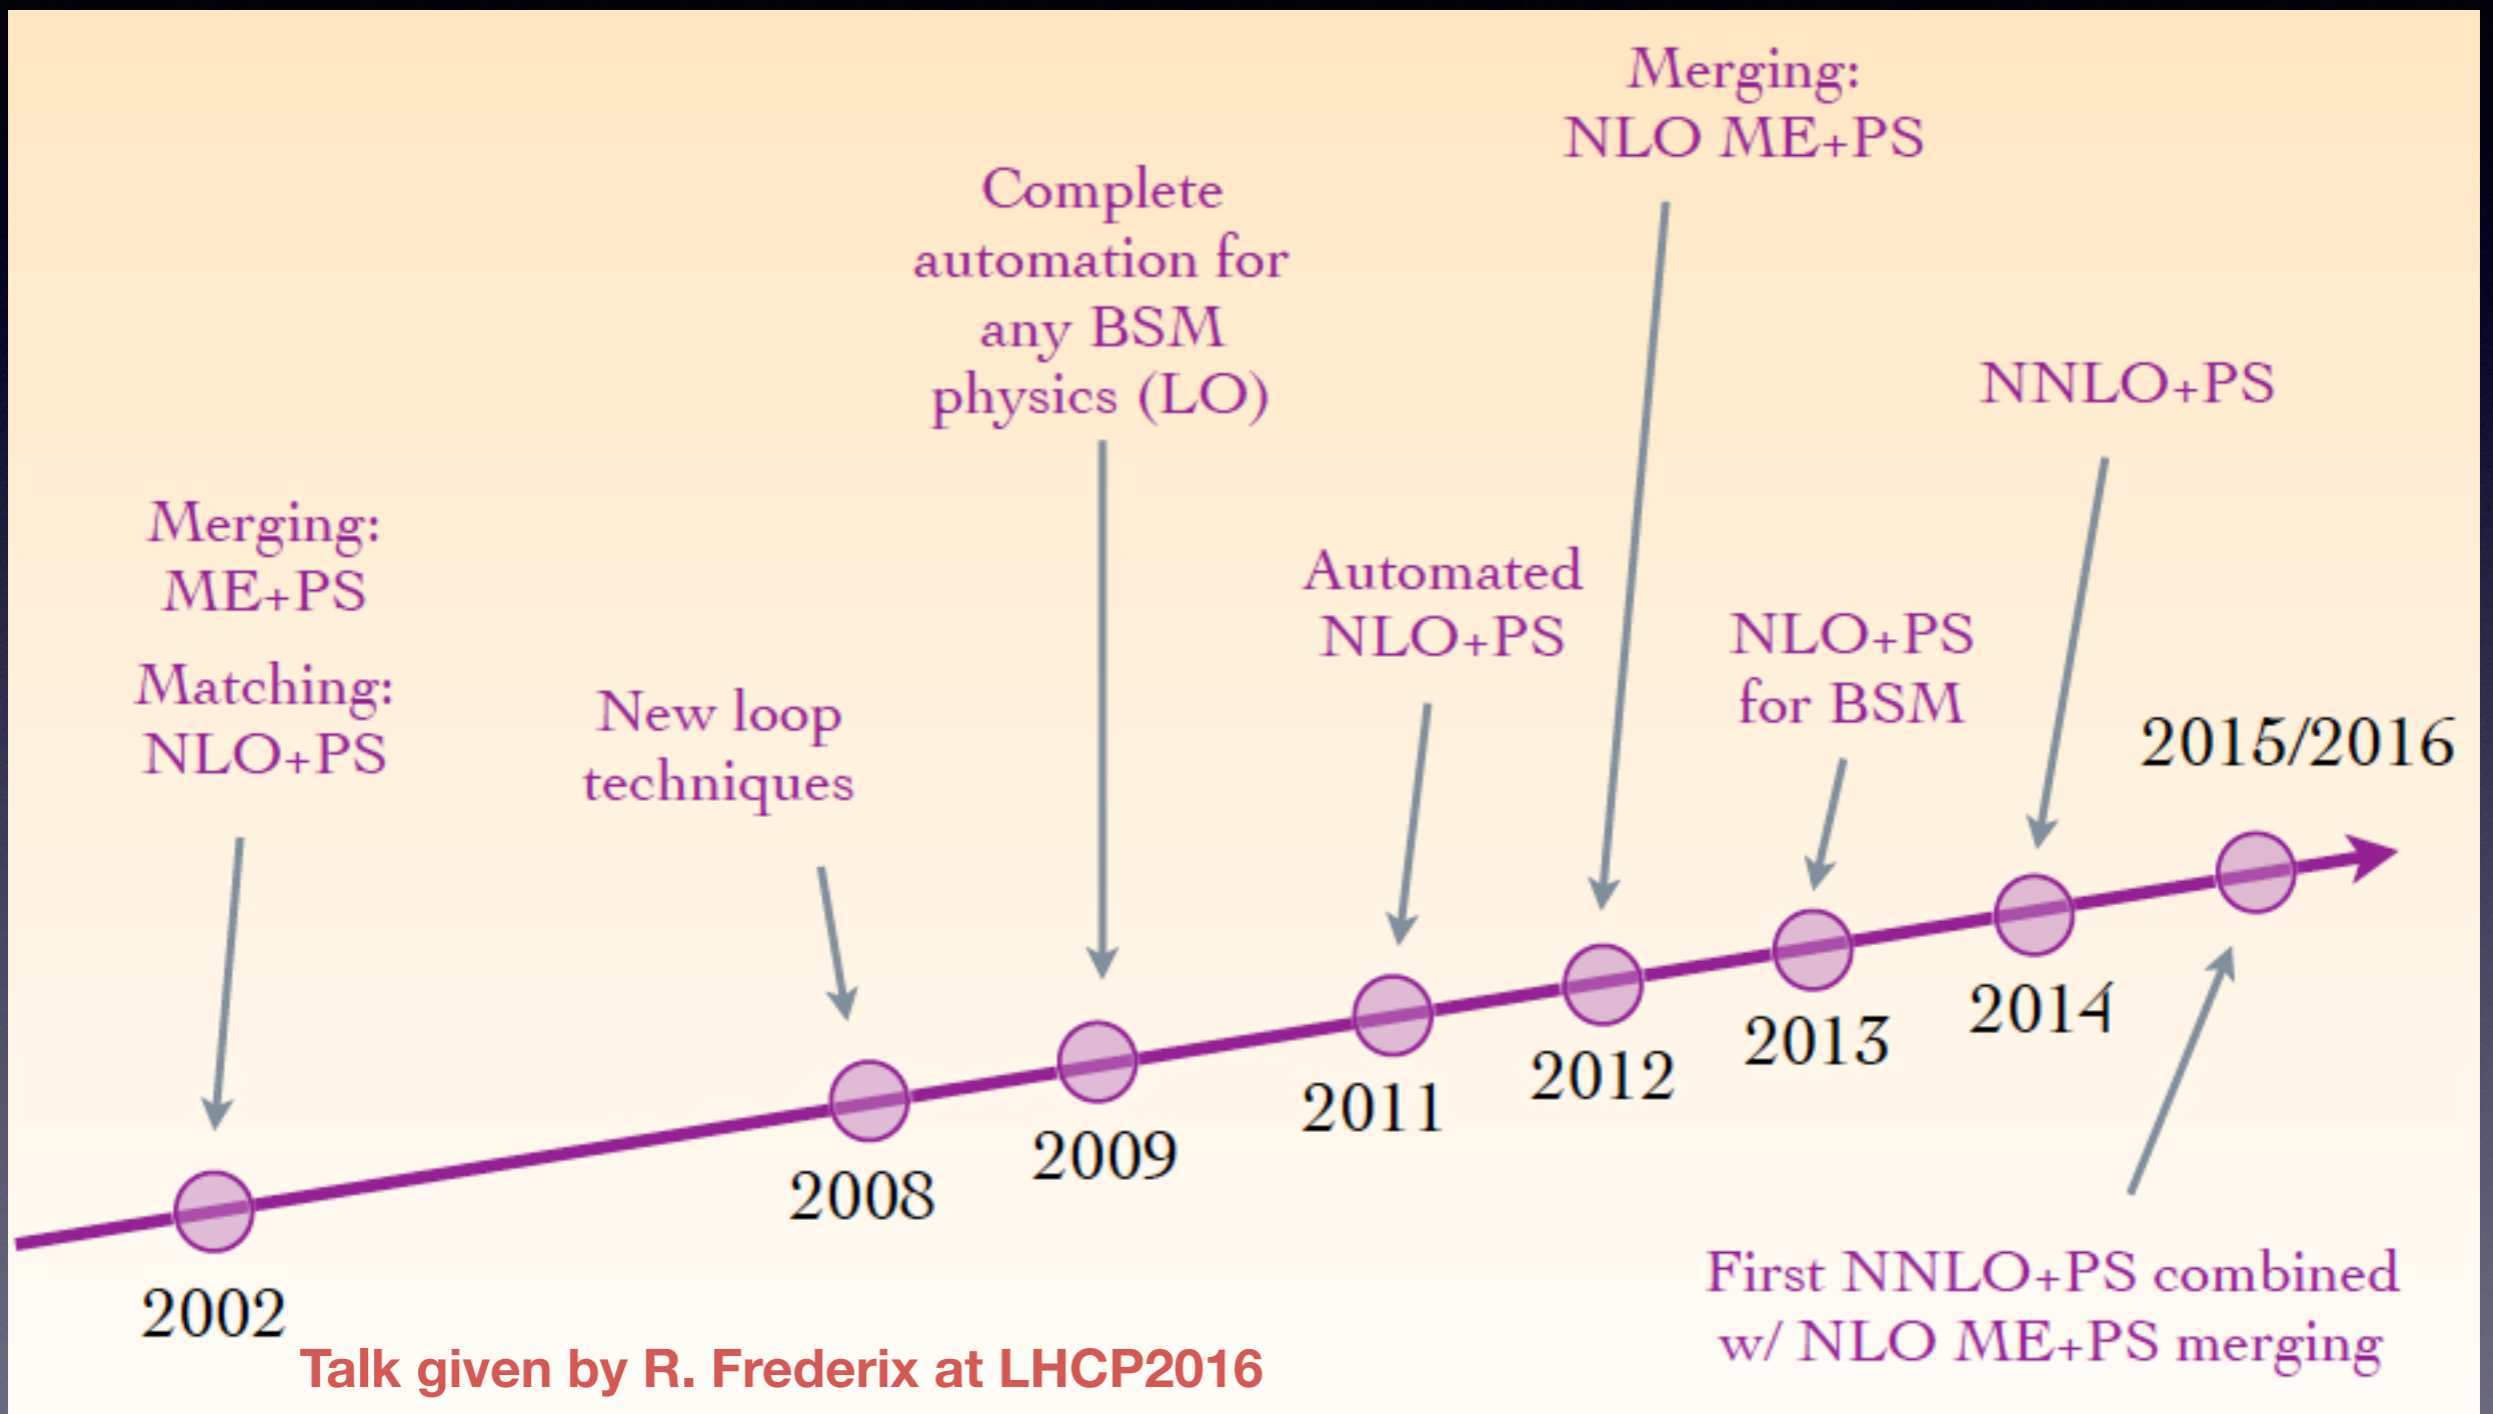 Merging:
ME+PS
Matching:
NLO+PS
2002
New loop
techniques
2008
Complete
automation for
any BSM
physics (LO)
2009
Automated
NLO+PS
2011
Merging:
NLO ME+PS
2012
NLO+PS
for BSM
2013
NNLO+PS
2014
2015/2016
First NNLO+PS combined
w/ NLO ME+PS merging
Talk given by R. Frederix at LHCP2016